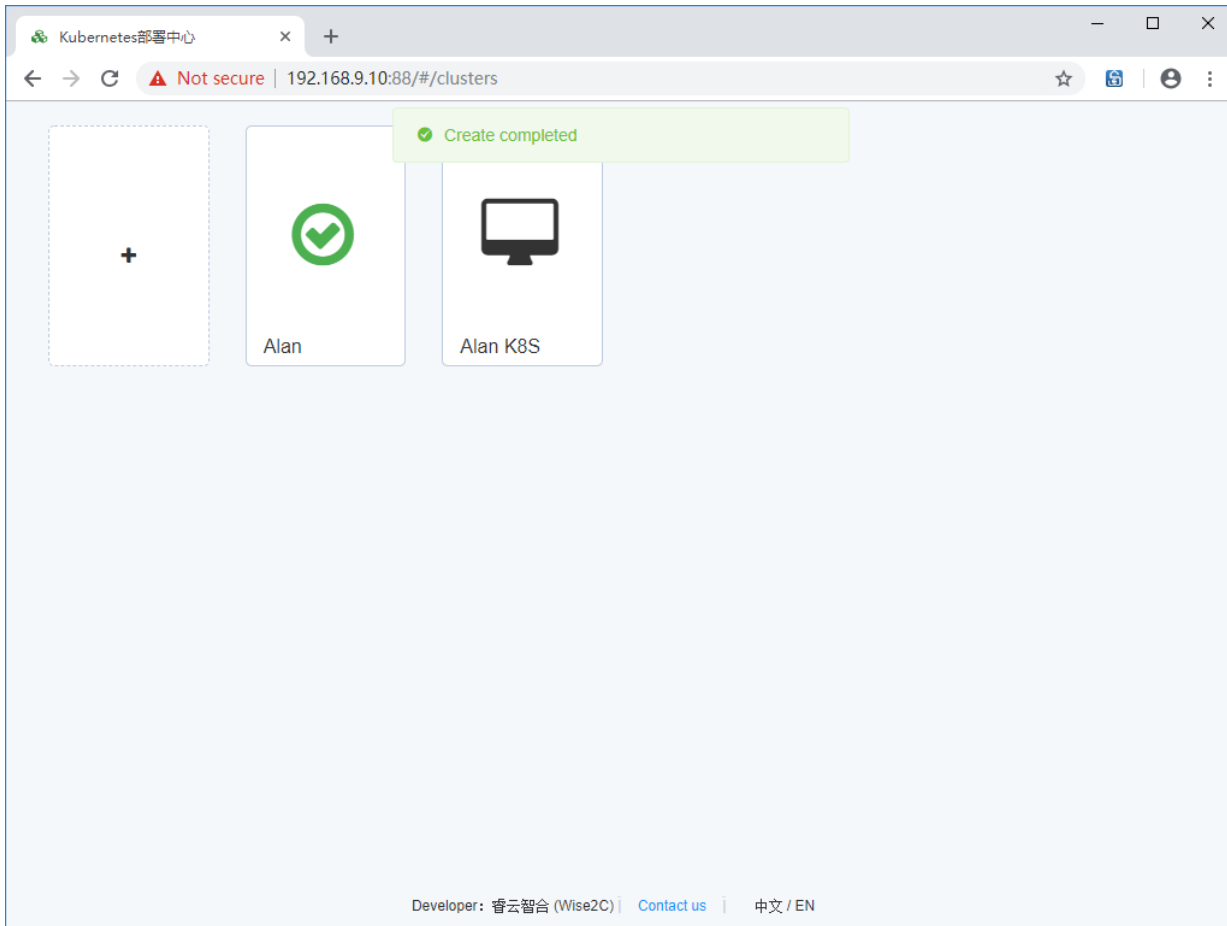 Kubernetes部署中心
Not secure | 192.168.9.10:88/#/clusters
Create completed
+
Alan
Alan K8S
Developer：睿云智合 (Wise2C) | Contact us | 中文 / EN